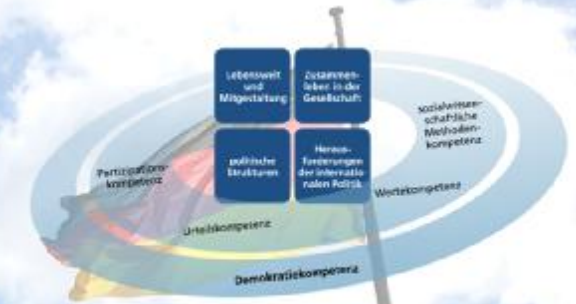 Lebenswelt
und
Mitgestaltung
Zusammen-
leben in der
Gesellschaft
politische
Strukturen
Heraus-
forderungen
der internatio-
nalen Politik
sozialwissen-
schaftliche
Methoden-
kompetenz
Partizipations-
kompetenz
Wertekompetenz
Urteilskompetenz
Demokratiekompetenz